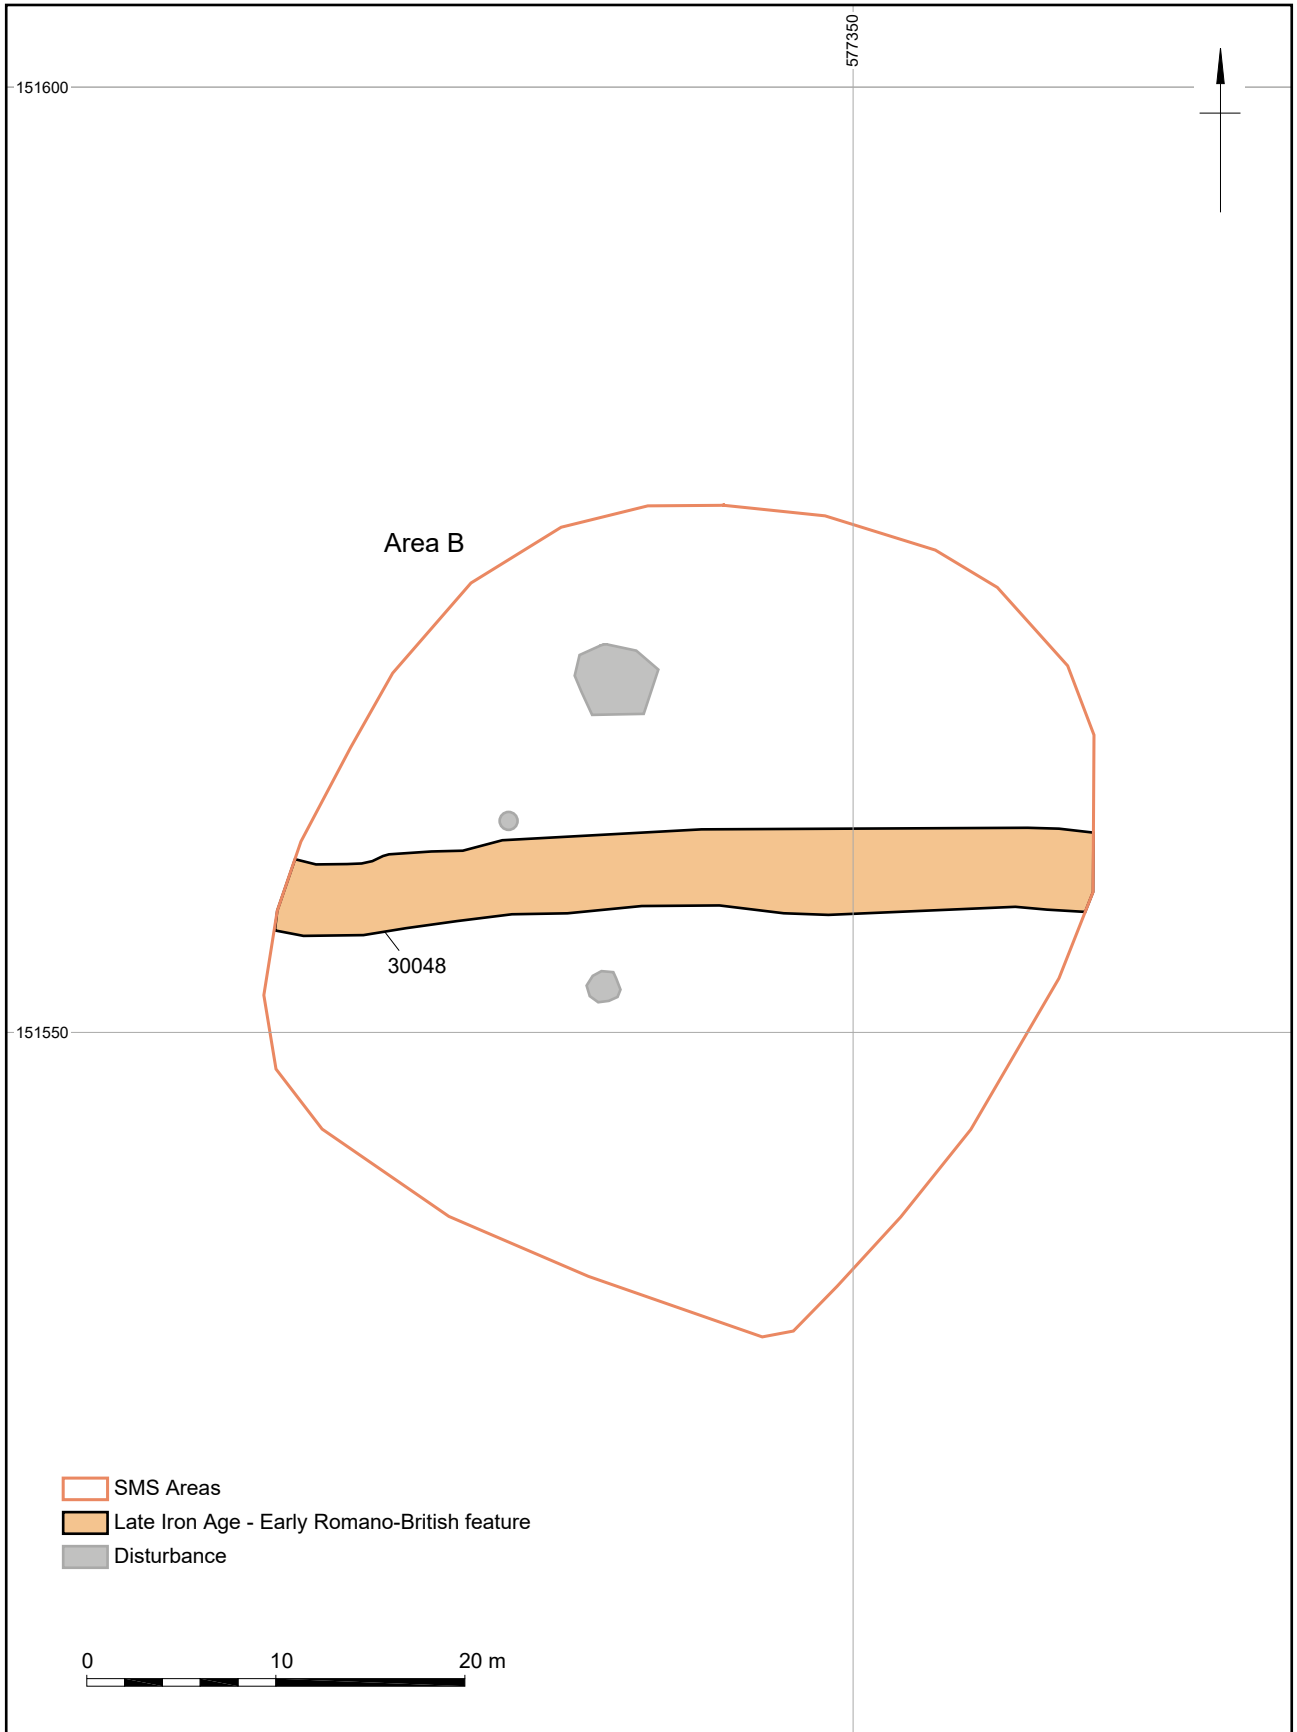 577350
151600
Area B
30048
151550
SMS Areas
Late Iron Age - Early Romano-British feature
Disturbance
0 10 20 m